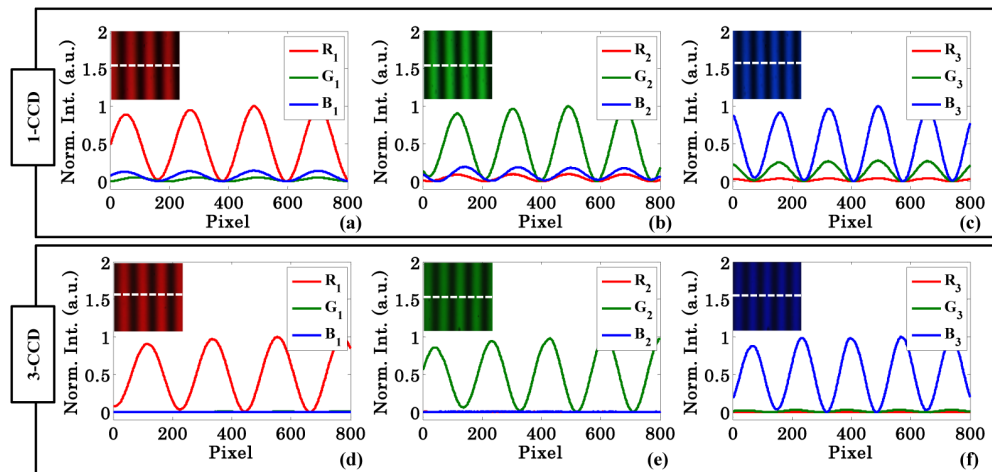 1-CCD
Norm. Int. (a.u.)
2
1.5
1
0.5
0
0 200 400 600 800
Pixel
R1
G1
B1
(a)
Norm. Int. (a.u.)
2
1.5
1
0.5
0
0 200 400 600 800
Pixel
R2
G2
B2
(b)
Norm. Int. (a.u.)
2
1.5
1
0.5
0
0 200 400 600 800
Pixel
R3
G3
B3
(c)
3-CCD
Norm. Int. (a.u.)
2
1.5
1
0.5
0
0 200 400 600 800
Pixel
R1
G1
B1
(d)
Norm. Int. (a.u.)
2
1.5
1
0.5
0
0 200 400 600 800
Pixel
R2
G2
B2
(e)
Norm. Int. (a.u.)
2
1.5
1
0.5
0
0 200 400 600 800
Pixel
R3
G3
B3
(f)